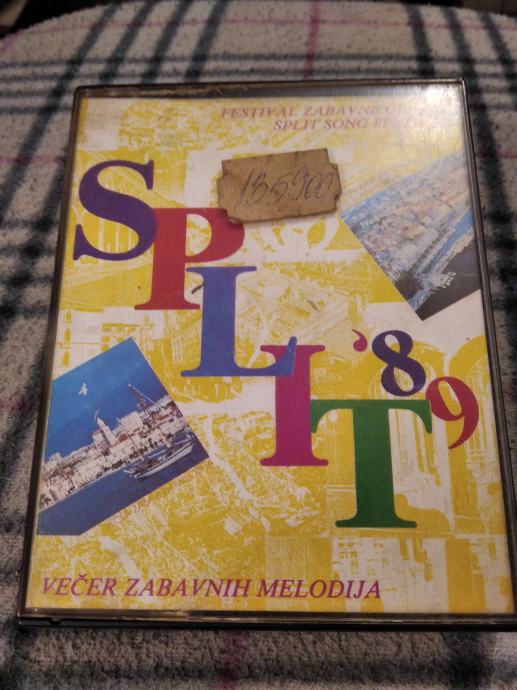 FESTIVAL ZABAVNE
SPLIT SONG
135900
SPLIT '89
VEČER ZABAVNIH MELODIJA